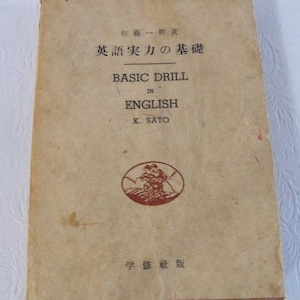 佐藤一男著
英語実力の基礎
BASIC DRILL
IN
ENGLISH
K. SATO
学修社版